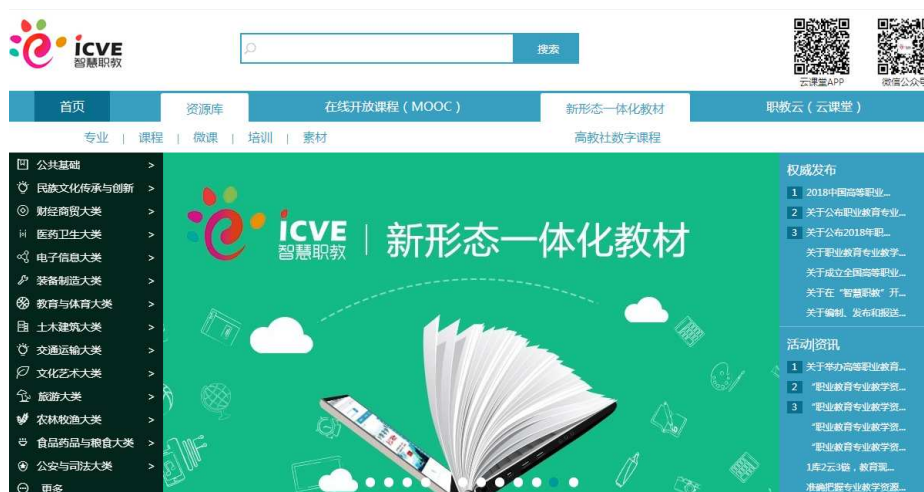 iCVE
智慧职教
搜索
云课堂APP
微信公众号
首页
资源库
在线开放课程（MOOC）
新形态一体化教材
职教云（云课堂）
专业 | 课程 | 微课 | 培训 | 素材
高教社数字课程
公共基础 >
民族文化传承与创新 >
财经商贸大类 >
医药卫生大类 >
电子信息大类 >
装备制造大类 >
教育与体育大类 >
土木建筑大类 >
交通运输大类 >
文化艺术大类 >
旅游大类 >
农林牧渔大类 >
食品药品与粮食大类 >
公安与司法大类 >
更多
iCVE
智慧职教
新形态一体化教材
权威发布
1 2018中国高等职业...
2 关于公布职业教育专业...
3 关于公布2018年职...
关于职业教育专业教学...
关于成立全国高等职业...
关于在“智慧职教”开...
关于编制、发布和报送...
活动|资讯
1 关于举办高等职业教育...
2 “职业教育专业教学资...
3 “职业教育专业教学资...
“职业教育专业教学资...
“职业教育专业教学资...
1库2云3链，教育现...
准确把握专业教学资源...